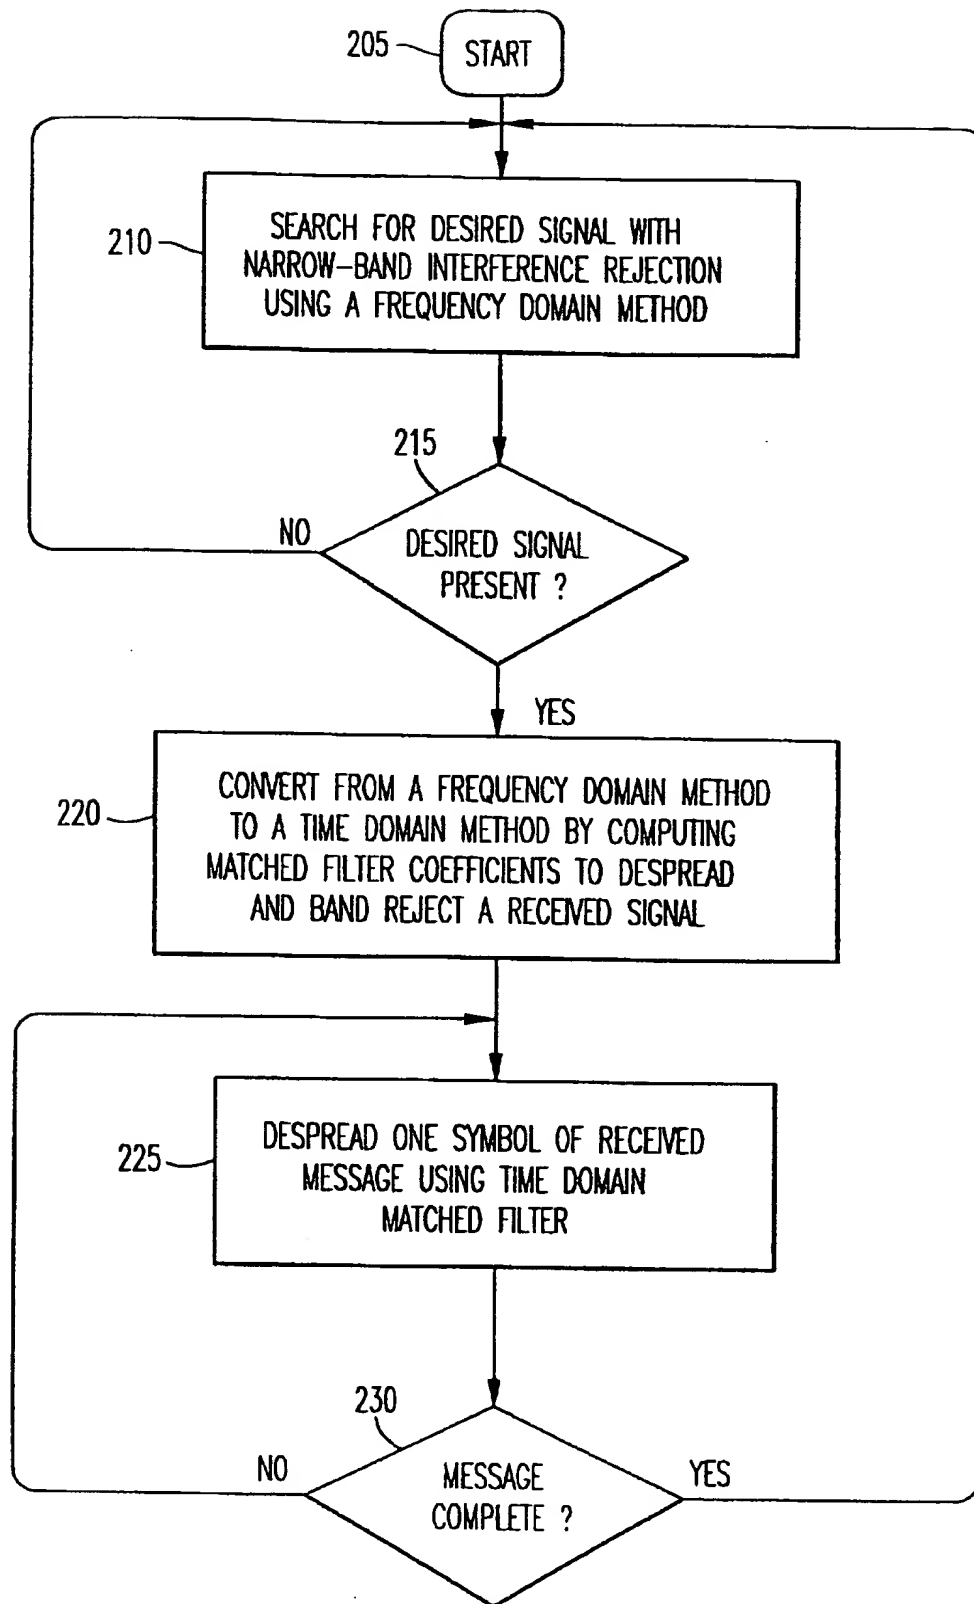 205
START
210
SEARCH FOR DESIRED SIGNAL WITH
NARROW-BAND INTERFERENCE REJECTION
USING A FREQUENCY DOMAIN METHOD
215
NO
DESIRED SIGNAL
PRESENT ?
YES
220
CONVERT FROM A FREQUENCY DOMAIN METHOD
TO A TIME DOMAIN METHOD BY COMPUTING
MATCHED FILTER COEFFICIENTS TO DESPREAD
AND BAND REJECT A RECEIVED SIGNAL
225
DESPREAD ONE SYMBOL OF RECEIVED
MESSAGE USING TIME DOMAIN
MATCHED FILTER
230
NO
MESSAGE
COMPLETE ?
YES